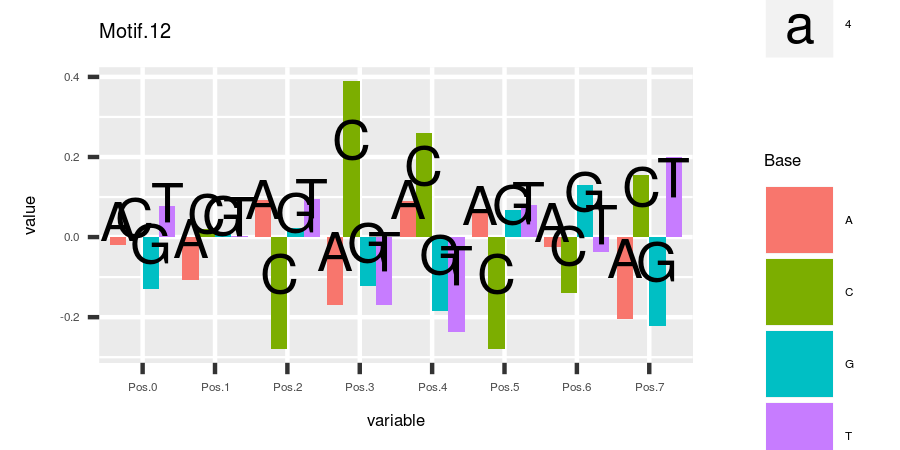 Motif.12
a 4
0.4
0.2
0.0
-0.2
value
A C G T A C G T A C G T A C G T A C G T A C G T A C G T A C G T
Pos.0 Pos.1 Pos.2 Pos.3 Pos.4 Pos.5 Pos.6 Pos.7
variable
Base
A
C
G
T